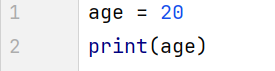 1 age = 20
2 print(age)